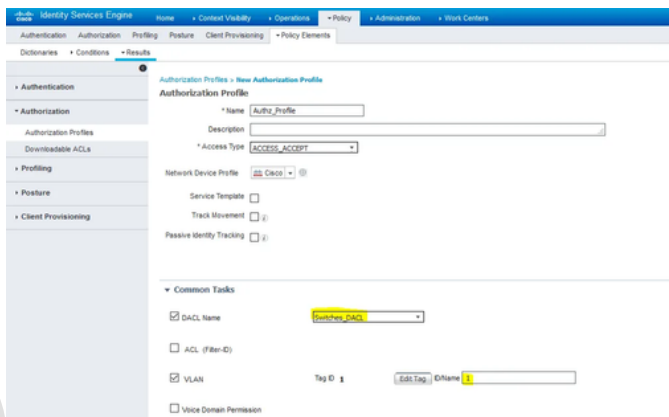 cisco Identity Services Engine Home Context Visibility Operations Policy Administration Work Centers
Authentication Authorization Profiling Posture Client Provisioning Policy Elements
Dictionaries Conditions Results
Authorization Profiles > New Authorization Profile
Authorization Profile
Authentication
* Name Authz_Profile
Authorization
Description
Authorization Profiles
* Access Type ACCESS_ACCEPT
Downloadable ACLs
Profiling
Network Device Profile Cisco
Posture
Service Template
Client Provisioning
Track Movement
Passive Identity Tracking
Common Tasks
DACL Name Switches_DACL
ACL (Filter-ID)
VLAN Tag ID 1 Edit Tag ID/Name 1
Voice Domain Permission